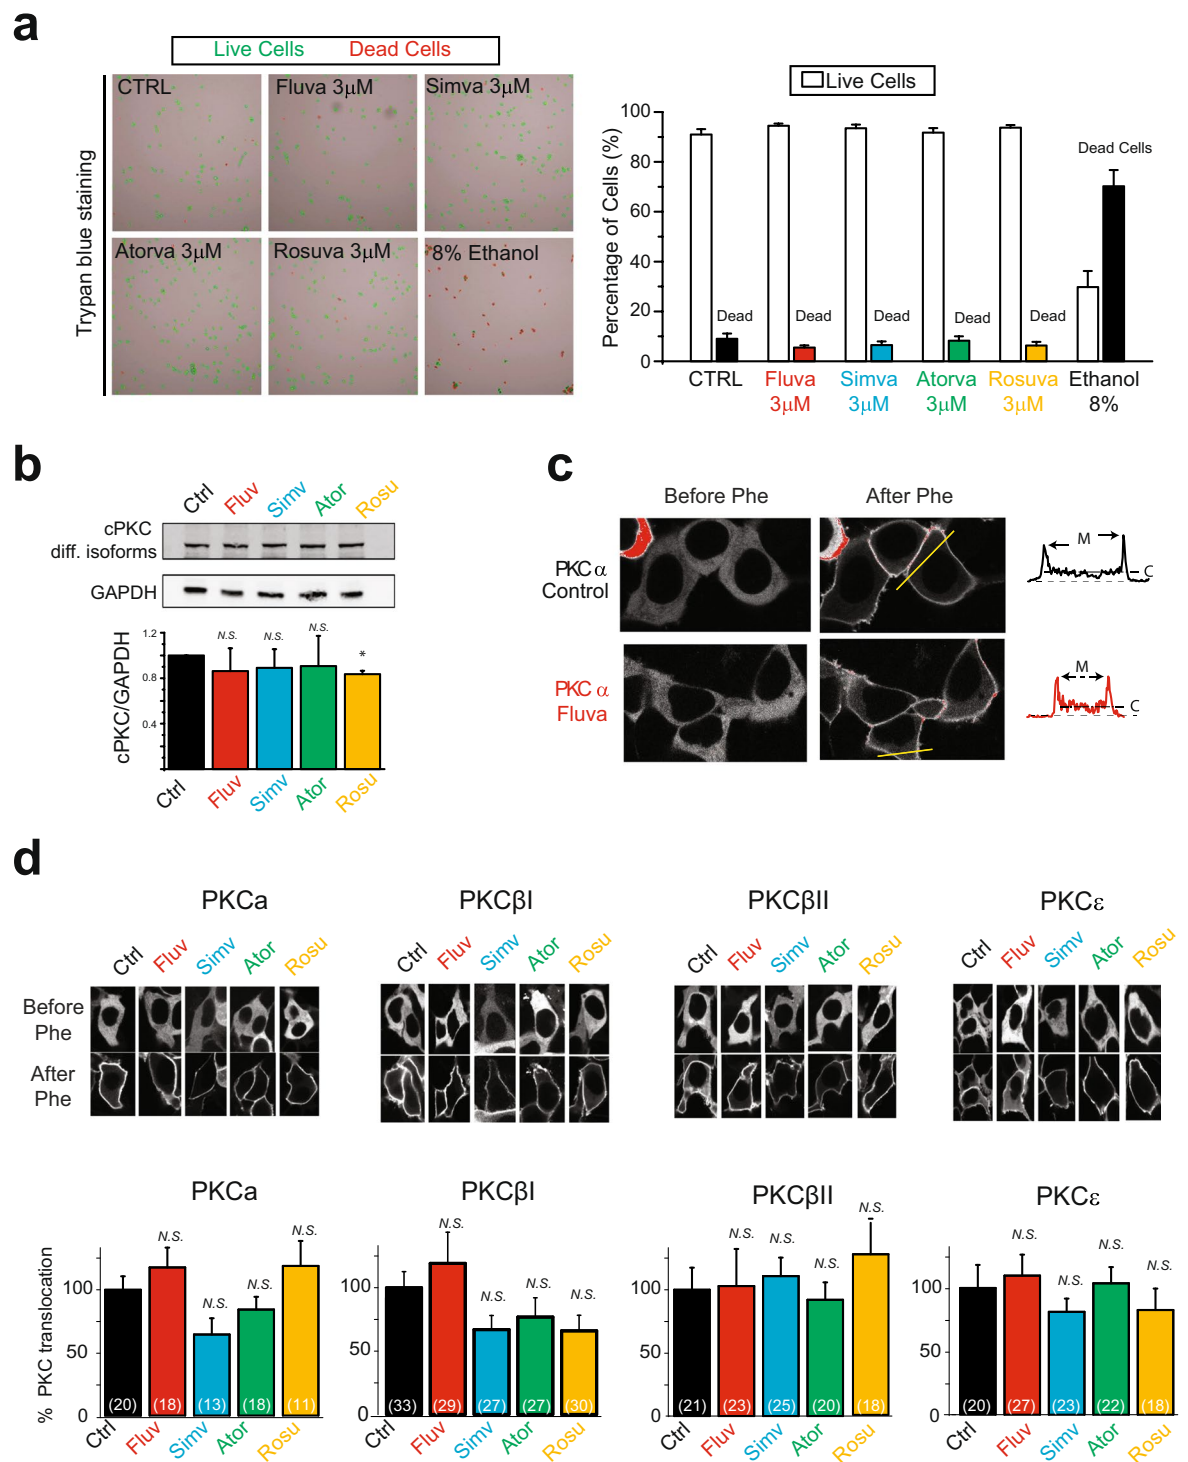 a
Live Cells Dead Cells
Trypan blue staining
CTRL Fluva 3μM Simva 3μM
Atorva 3μM Rosuva 3μM 8% Ethanol
Live Cells
Percentage of Cells (%)
100
80
60
40
20
0
Dead Cells
Dead Dead Dead Dead Dead
CTRL Fluva Simva Atorva Rosuva Ethanol
3μM 3μM 3μM 3μM 8%
b
Ctrl Fluv Simv Ator Rosu
cPKC
diff. isoforms
GAPDH
cPKC/GAPDH
1.2
0.8
0.4
N.S. N.S. N.S. *
Ctrl Fluv Simv Ator Rosu
c
Before Phe After Phe
PKC α
Control
M
C
PKC α
Fluva
M
C
d
PKCa PKCβI PKCβII PKCε
Ctrl Fluv Simv Ator Rosu Ctrl Fluv Simv Ator Rosu Ctrl Fluv Simv Ator Rosu Ctrl Fluv Simv Ator Rosu
Before
Phe
After
Phe
PKCa PKCβI PKCβII PKCε
% PKC translocation
100
50
0
N.S. N.S. N.S.
(20) (18) (13) (18) (11)
Ctrl Fluv Simv Ator Rosu
100
50
0
N.S. N.S. N.S. N.S.
(33) (29) (27) (27) (30)
Ctrl Fluv Simv Ator Rosu
100
50
0
N.S. N.S. N.S. N.S.
(21) (23) (25) (20) (18)
Ctrl Fluv Simv Ator Rosu
100
50
0
N.S. N.S. N.S. N.S.
(20) (27) (23) (22) (18)
Ctrl Fluv Simv Ator Rosu